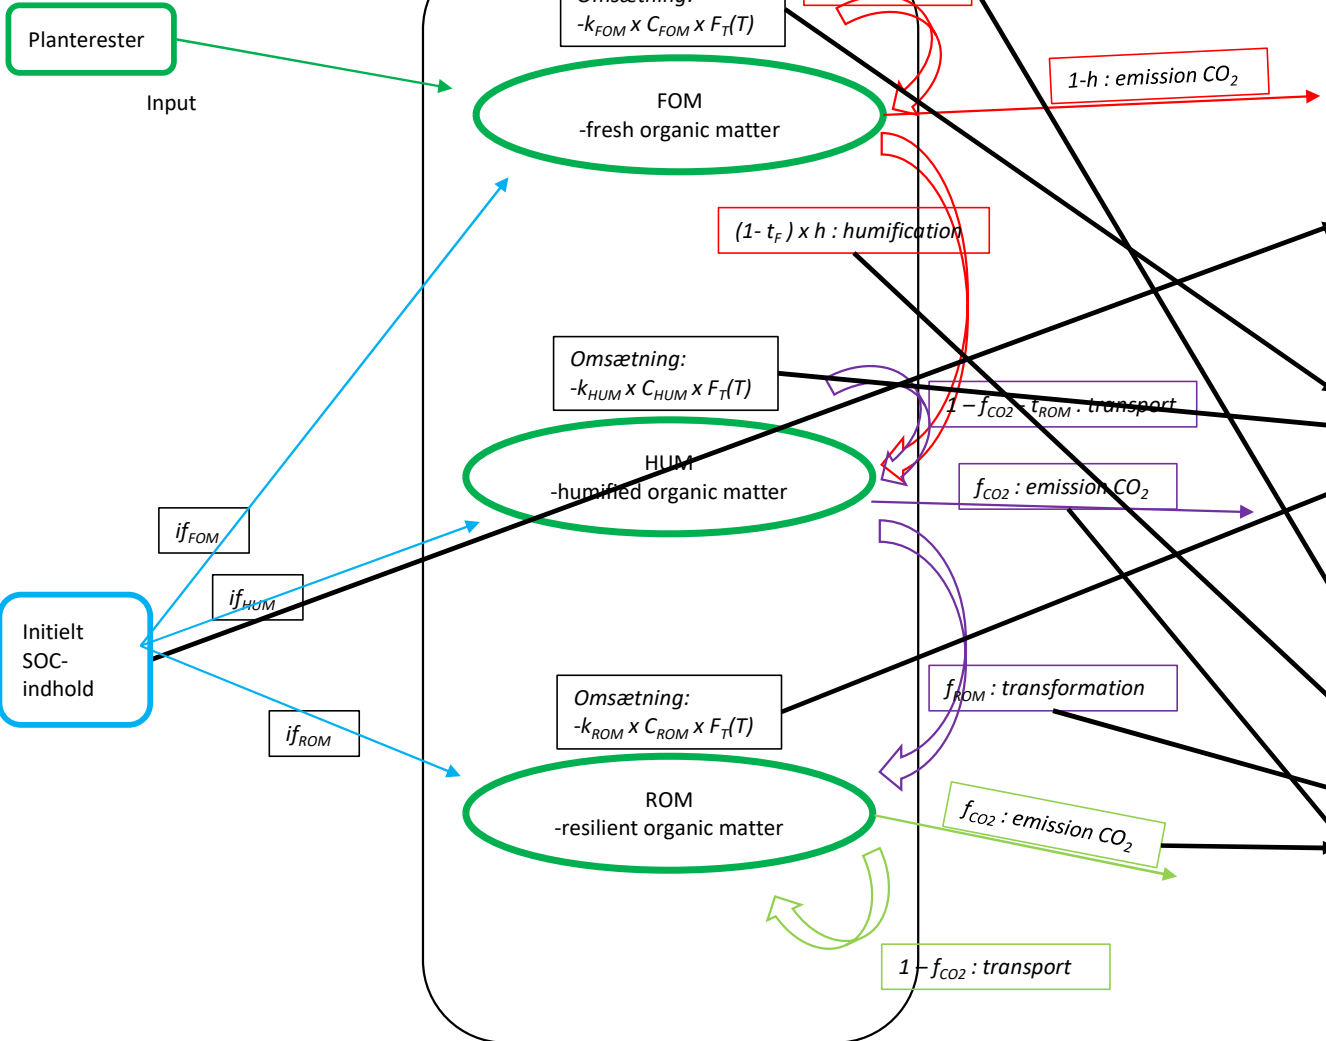 Omsætning:
-kFOM x CFOM x FT(T)
Planterester
Input
1-h : emission CO2
FOM
-fresh organic matter
(1- tF ) x h : humification
Omsætning:
-kHUM x CHUM x FT(T)
1 – fCO2 - tROM : transport
HUM
-humified organic matter
fCO2 : emission CO2
ifFOM
ifHUM
Initielt
SOC-
indhold
fROM : transformation
Omsætning:
-kROM x CROM x FT(T)
ifROM
ROM
-resilient organic matter
fCO2 : emission CO2
1 – fCO2 : transport